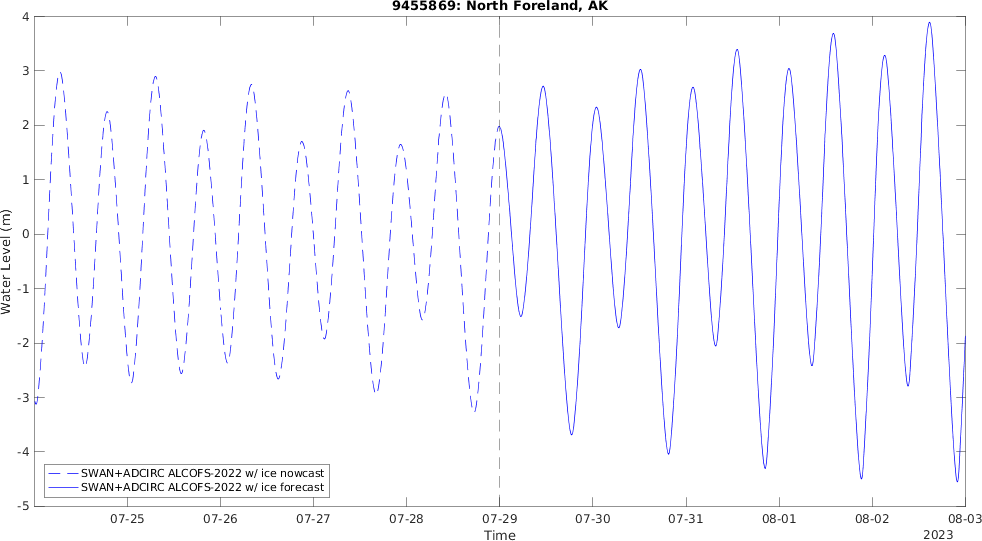 9455869: North Foreland, AK
4
3
2
1
0
-1
-2
-3
-4
-5
Water Level (m)
SWAN+ADCIRC ALCOFS-2022 w/ ice nowcast
SWAN+ADCIRC ALCOFS-2022 w/ ice forecast
07-25 07-26 07-27 07-28 07-29 07-30 07-31 08-01 08-02 08-03
Time
2023